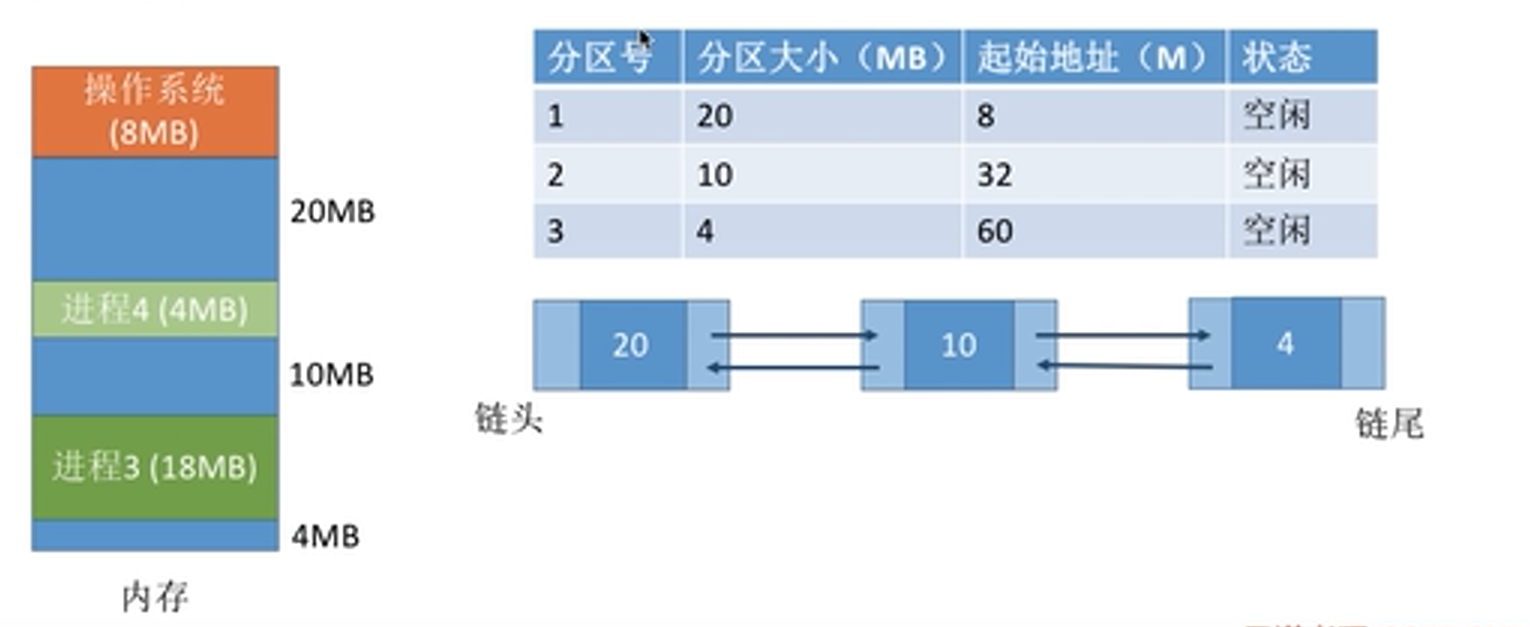 操作系统
(8MB)
20MB
进程4 (4MB)
10MB
进程3 (18MB)
4MB
内存
分区号 分区大小（MB） 起始地址（M） 状态
1 20 8 空闲
2 10 32 空闲
3 4 60 空闲
20 10 4
链头 链尾